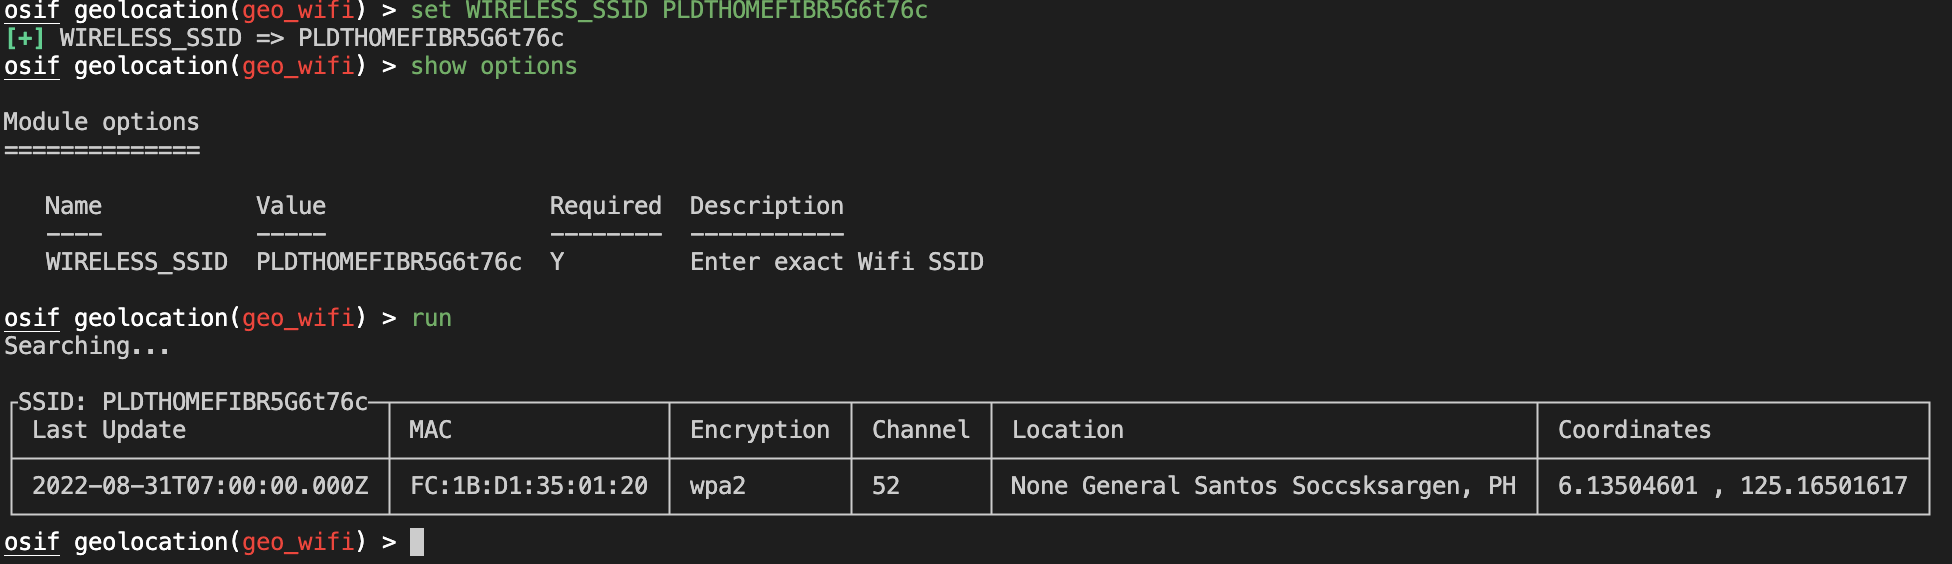 osif geolocation(geo_wifi) > set WIRELESS_SSID PLDTHOMEFIBR5G6t76c
[+] WIRELESS_SSID => PLDTHOMEFIBR5G6t76c
osif geolocation(geo_wifi) > show options
Module options
==============
Name Value Required Description
---- ----- -------- -----------
WIRELESS_SSID PLDTHOMEFIBR5G6t76c Y Enter exact Wifi SSID
osif geolocation(geo_wifi) > run
Searching...
SSID: PLDTHOMEFIBR5G6t76c
Last Update MAC Encryption Channel Location Coordinates
2022-08-31T07:00:00.000Z FC:1B:D1:35:01:20 wpa2 52 None General Santos Soccsksargen, PH 6.13504601 , 125.16501617
osif geolocation(geo_wifi) >